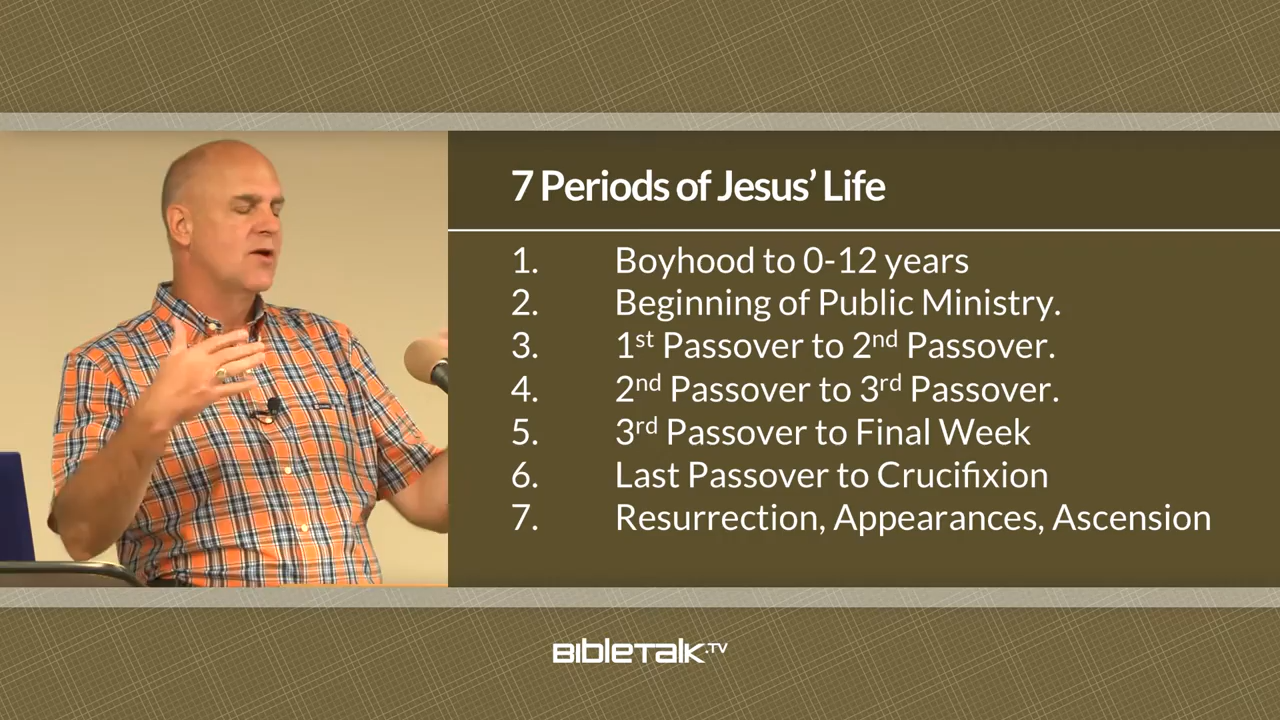 7 Periods of Jesus’ Life
1. Boyhood to 0-12 years
2. Beginning of Public Ministry.
3. 1st Passover to 2nd Passover.
4. 2nd Passover to 3rd Passover.
5. 3rd Passover to Final Week
6. Last Passover to Crucifixion
7. Resurrection, Appearances, Ascension
BibleTalk.TV